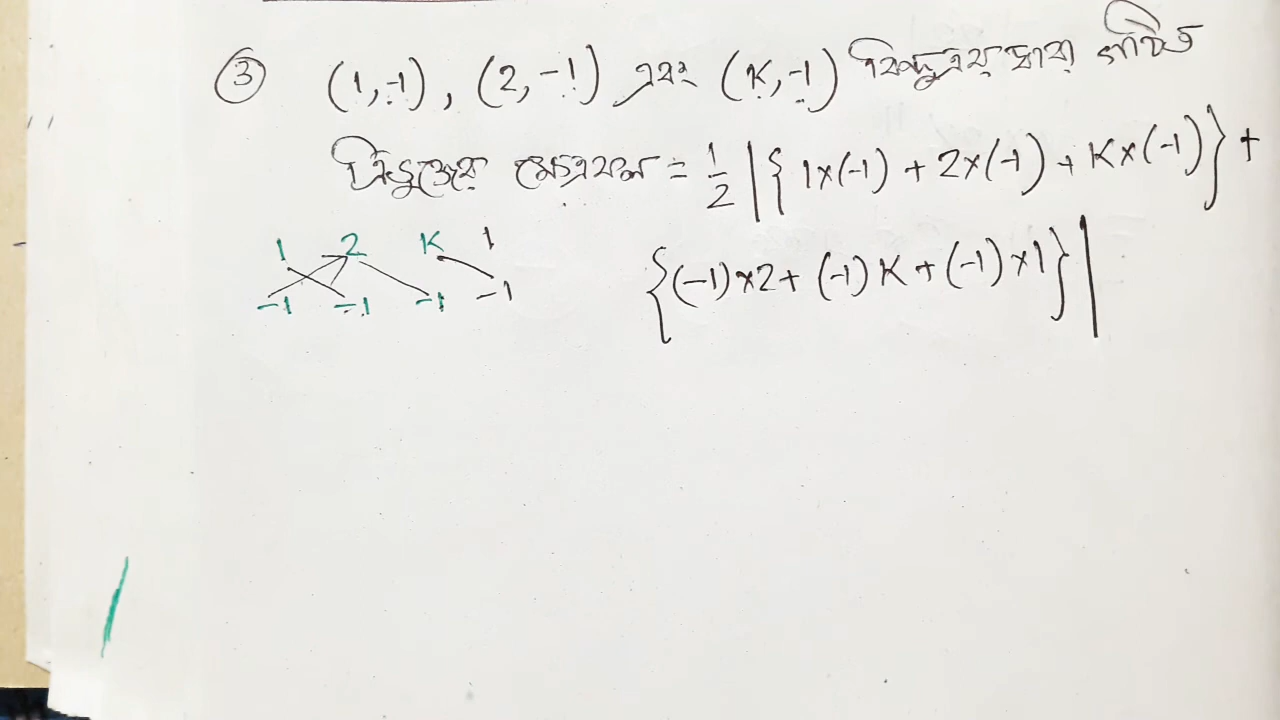 ③ (1,-1), (2,-1) এবং (K,-1) বিন্দুত্রয় দ্বারা গঠিত
ত্রিভুজের ক্ষেত্রফল = 1/2 |{1×(-1) + 2×(-1) + K×(-1)} +
{(-1)×2 + (-1)K + (-1)×1}|
1 2 K 1
-1 -1 -1 -1